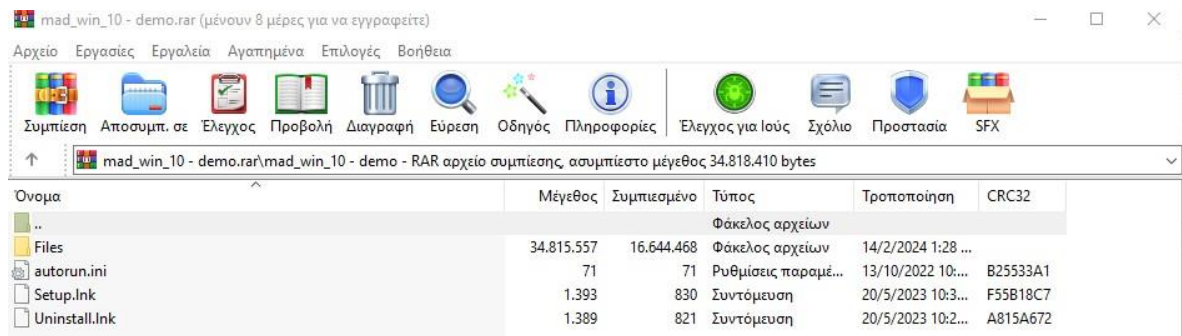 mad_win_10 - demo.rar (μένουν 8 μέρες για να εγγραφείτε)
Αρχείο Εργασίες Εργαλεία Αγαπημένα Επιλογές Βοήθεια
Συμπίεση Αποσυμπ. σε Έλεγχος Προβολή Διαγραφή Εύρεση Οδηγός Πληροφορίες Έλεγχος για Ιούς Σχόλιο Προστασία SFX
mad_win_10 - demo.rar\mad_win_10 - demo - RAR αρχείο συμπίεσης, ασυμπίεστο μέγεθος 34.818.410 bytes
Όνομα Μέγεθος Συμπιεσμένο Τύπος Τροποποίηση CRC32
.. Φάκελος αρχείων
Files 34.815.557 16.644.468 Φάκελος αρχείων 14/2/2024 1:28 ...
autorun.ini 71 71 Ρυθμίσεις παραμέ... 13/10/2022 10:... B25533A1
Setup.lnk 1.393 830 Συντόμευση 20/5/2023 10:3... F55B18C7
Uninstall.lnk 1.389 821 Συντόμευση 20/5/2023 10:2... A815A672